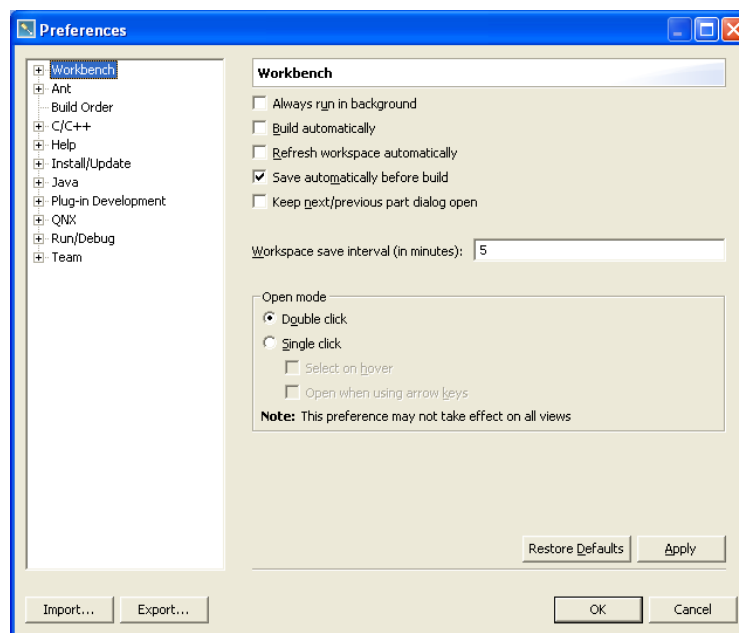 Preferences
Workbench
Ant
Build Order
C/C++
Help
Install/Update
Java
Plug-in Development
QNX
Run/Debug
Team
Workbench
Always run in background
Build automatically
Refresh workspace automatically
Save automatically before build
Keep next/previous part dialog open
Workspace save interval (in minutes): 5
Open mode
Double click
Single click
Select on hover
Open when using arrow keys
Note: This preference may not take effect on all views
Restore Defaults Apply
Import... Export... OK Cancel